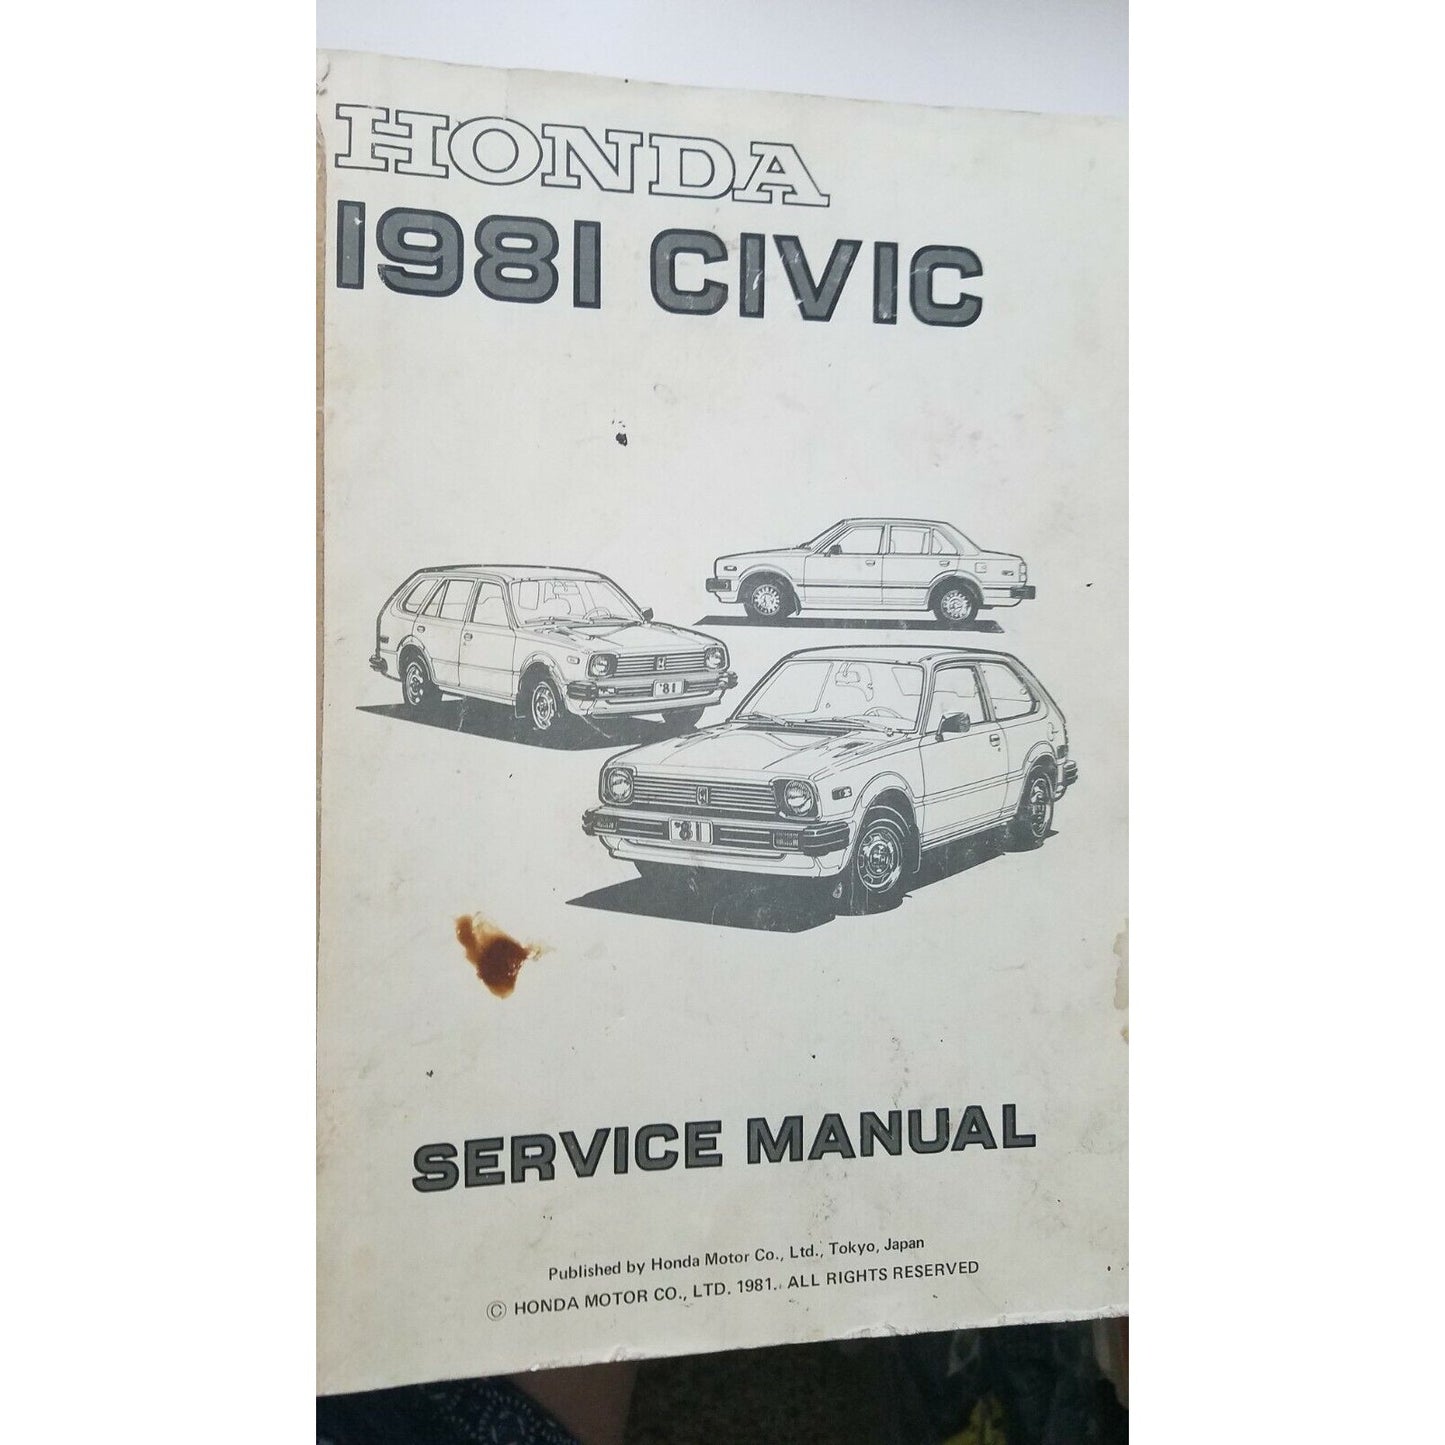 HONDA
1981 CIVIC
'81
'81
SERVICE MANUAL
Published by Honda Motor Co., Ltd., Tokyo, Japan
© HONDA MOTOR CO., LTD. 1981. ALL RIGHTS RESERVED